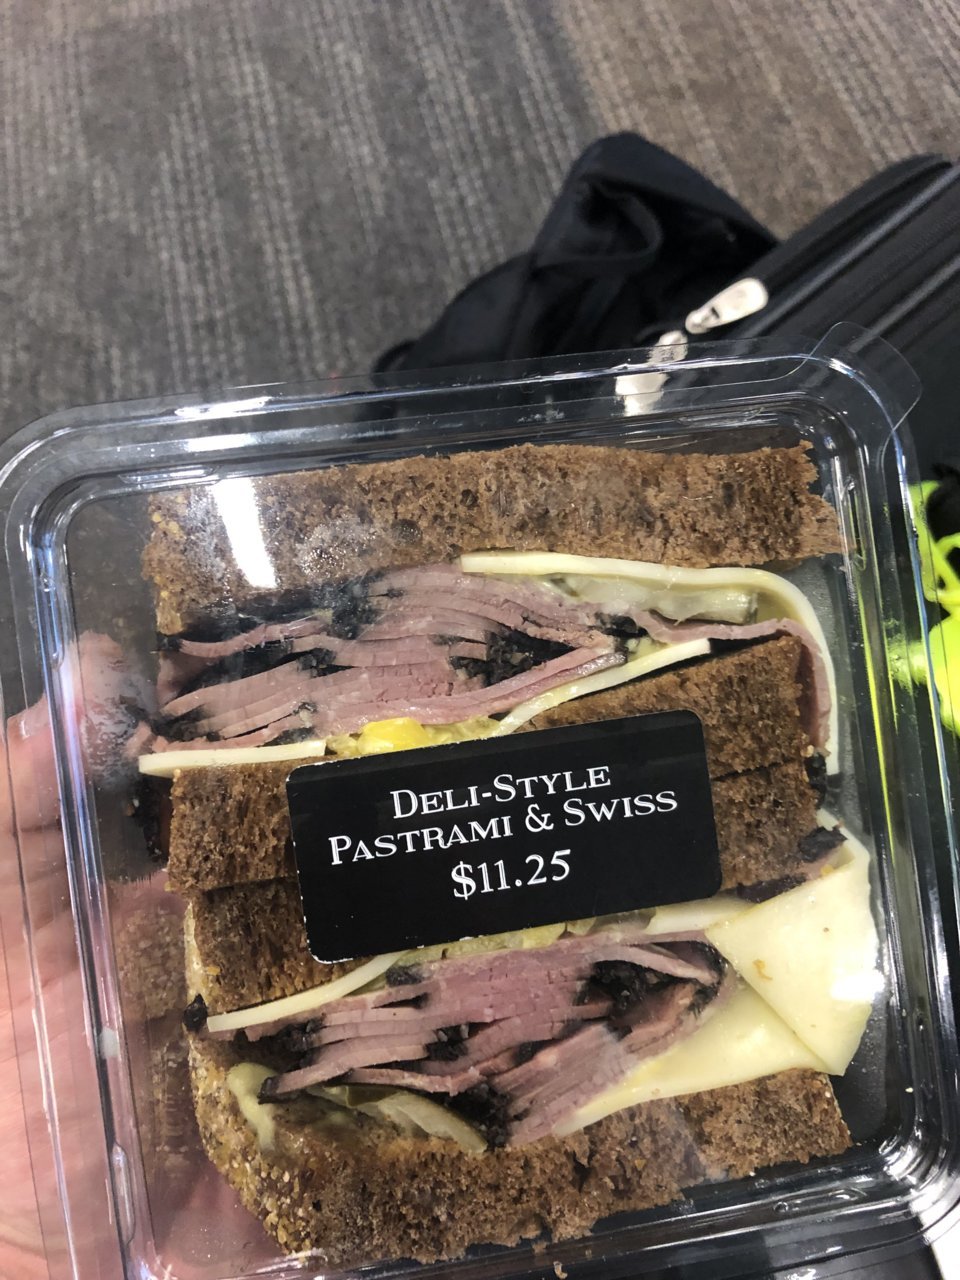 Deli-Style
Pastrami & Swiss
$11.25